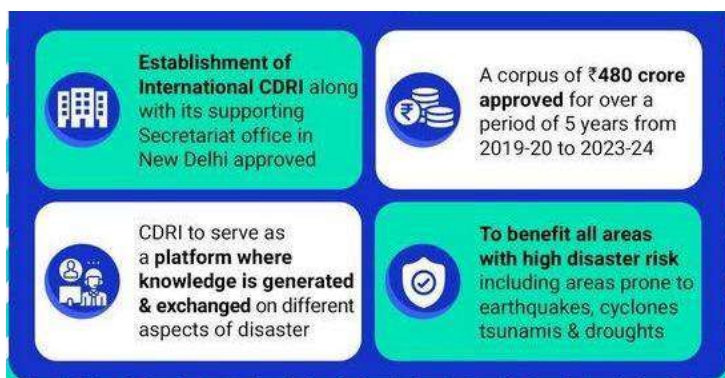 Establishment of
International CDRI along
with its supporting
Secretariat office in
New Delhi approved
A corpus of ₹480 crore
approved for over a
period of 5 years from
2019-20 to 2023-24
CDRI to serve as
a platform where
knowledge is generated
& exchanged on different
aspects of disaster
To benefit all areas
with high disaster risk
including areas prone to
earthquakes, cyclones
tsunamis & droughts